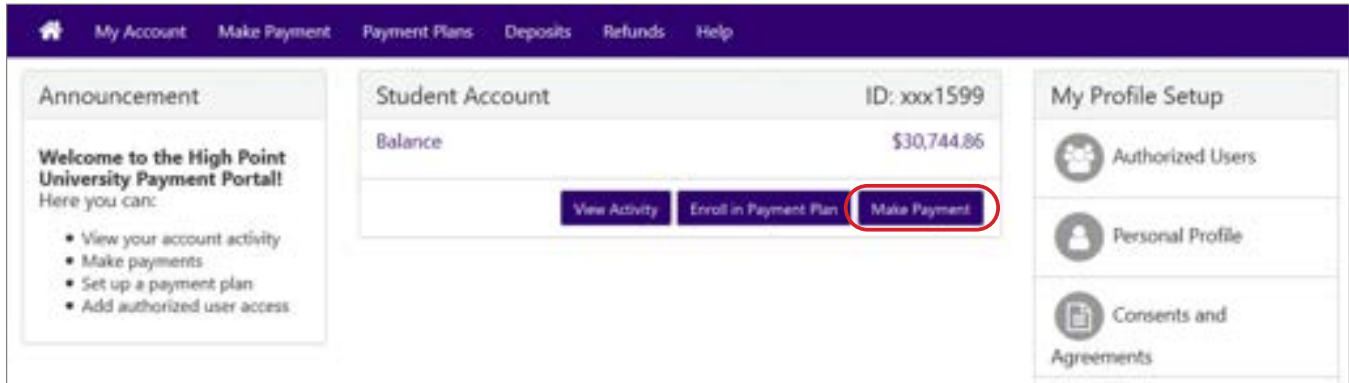 My Account Make Payment Payment Plans Deposits Refunds Help
Announcement
Welcome to the High Point
University Payment Portal!
Here you can:
• View your account activity
• Make payments
• Set up a payment plan
• Add authorized user access
Student Account ID: xxx1599
Balance $30,744.86
View Activity Enroll in Payment Plan Make Payment
My Profile Setup
Authorized Users
Personal Profile
Consents and
Agreements